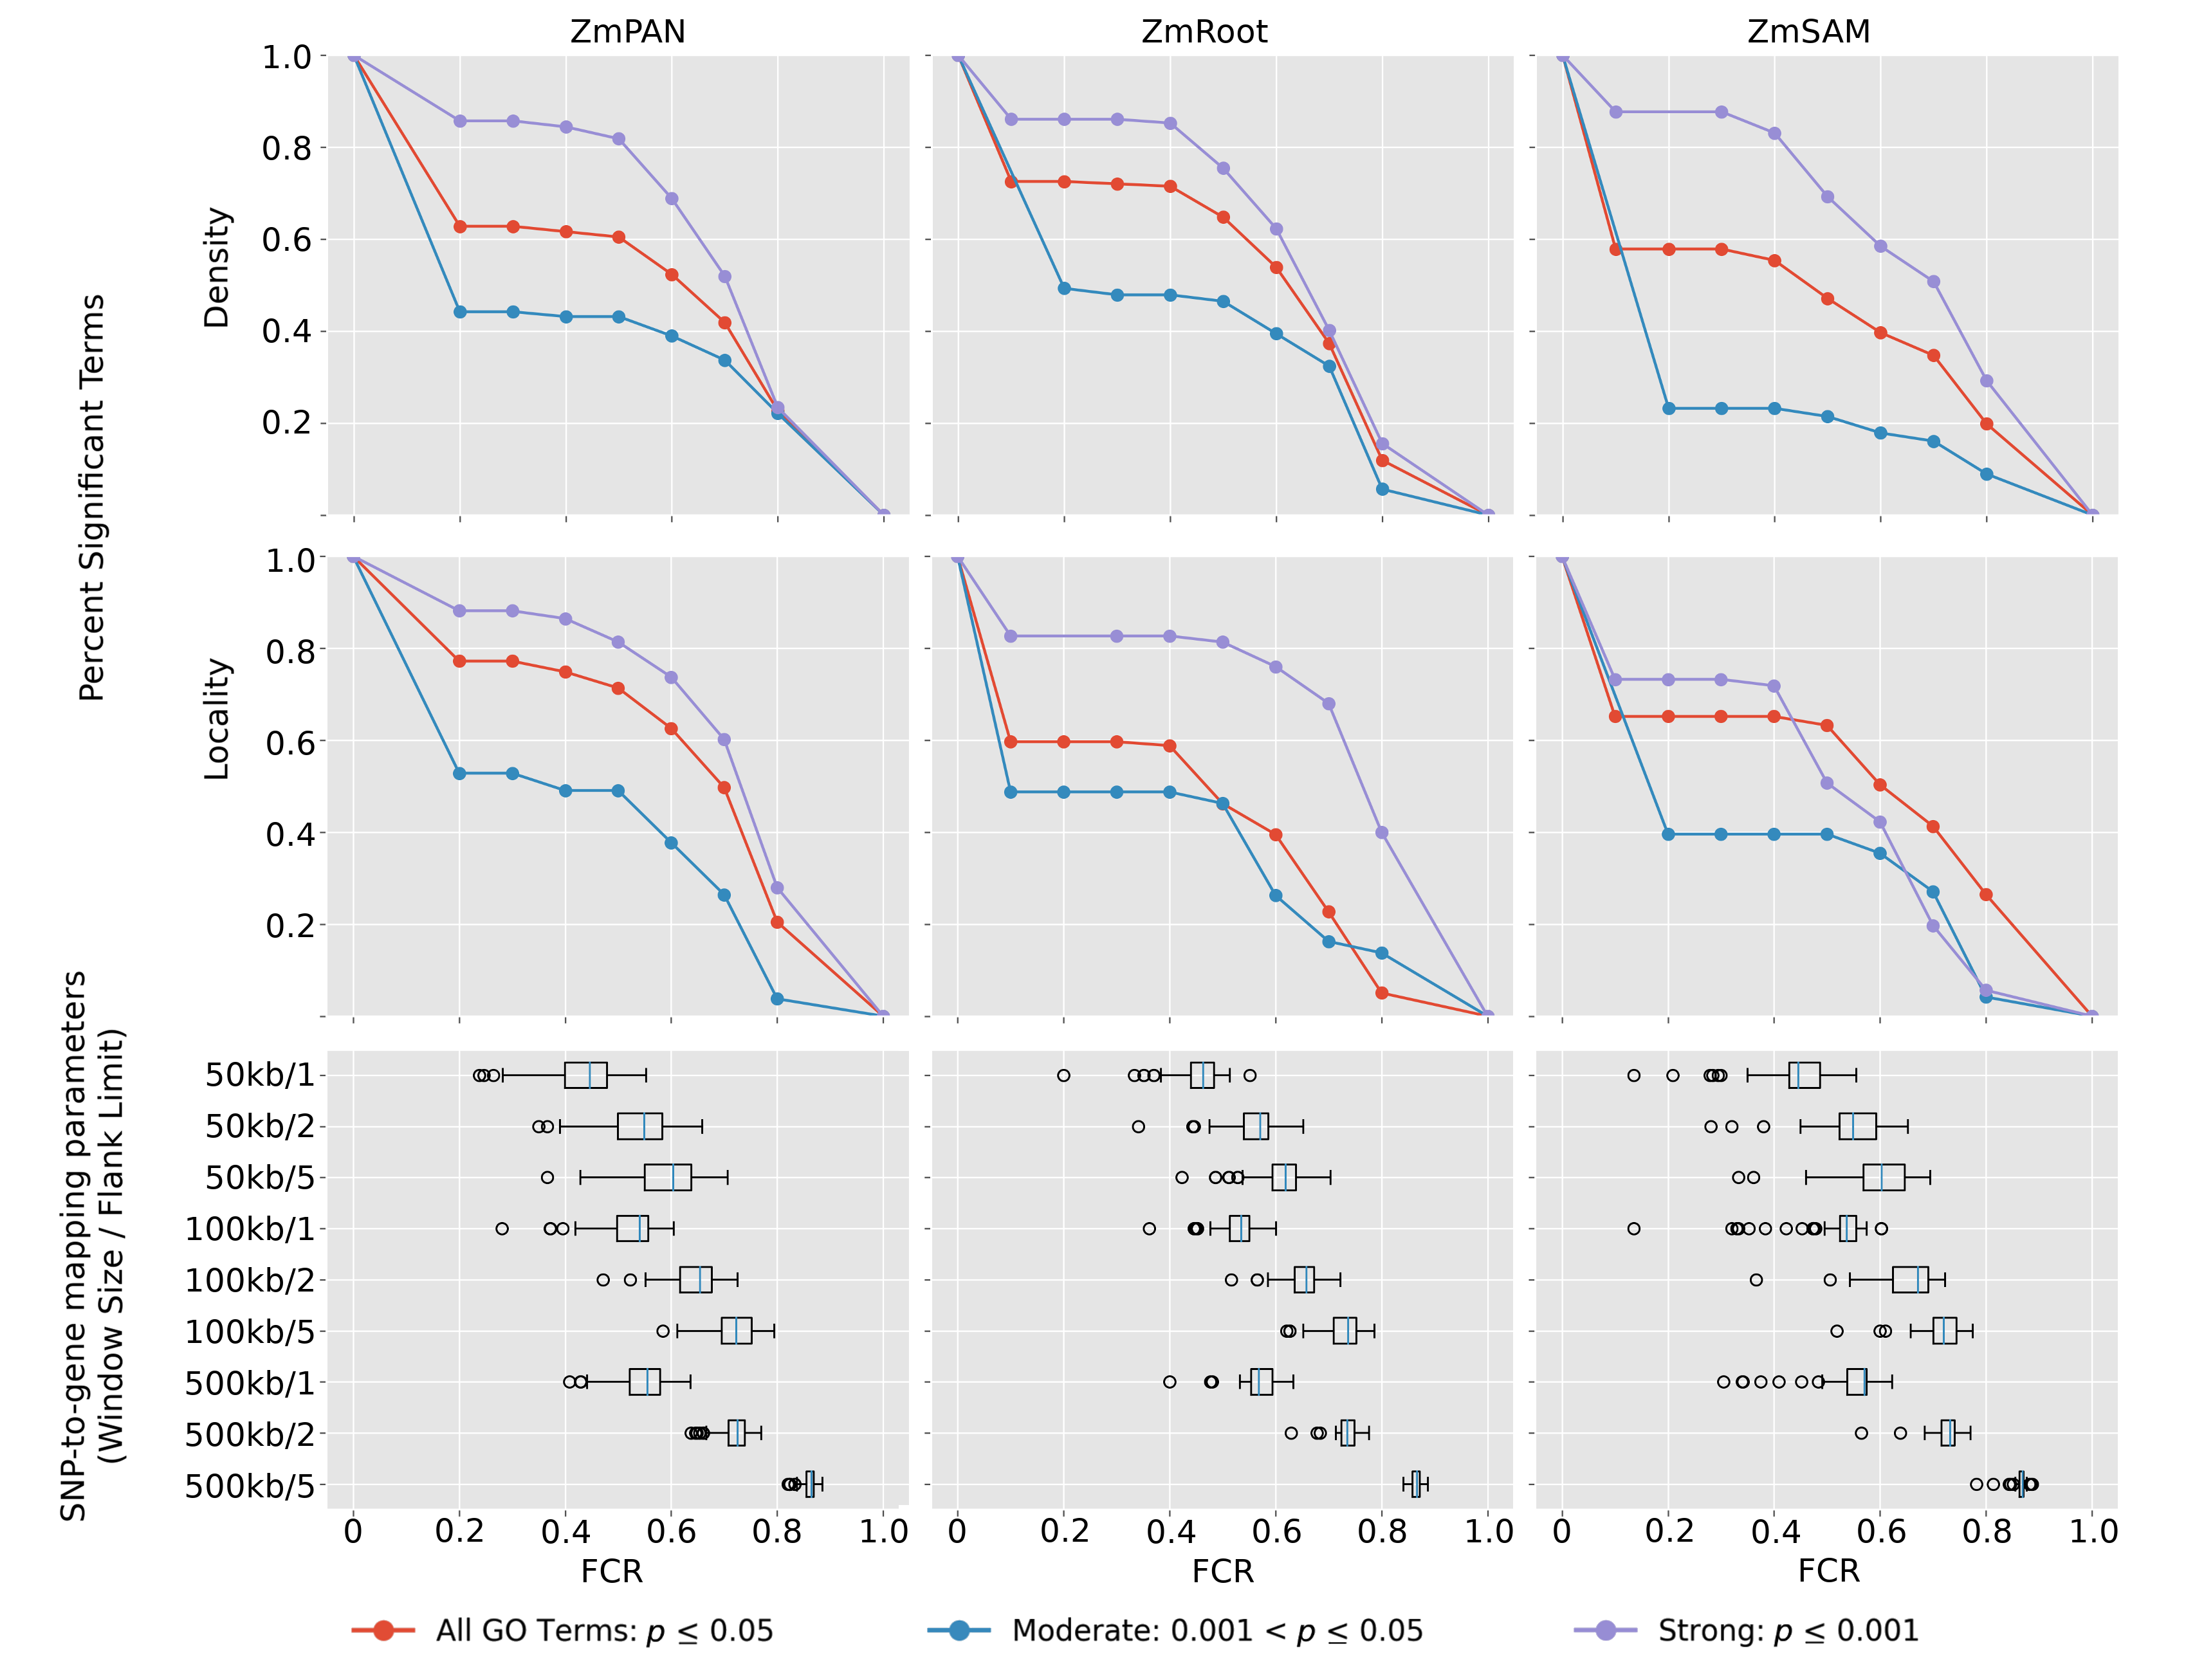 ZmPAN ZmRoot ZmSAM
Percent Significant Terms
Density
1.0
0.8
0.6
0.4
0.2
Locality
1.0
0.8
0.6
0.4
0.2
SNP-to-gene mapping parameters
(Window Size / Flank Limit)
50kb/1
50kb/2
50kb/5
100kb/1
100kb/2
100kb/5
500kb/1
500kb/2
500kb/5
0 0.2 0.4 0.6 0.8 1.0 0 0.2 0.4 0.6 0.8 1.0 0 0.2 0.4 0.6 0.8 1.0
FCR FCR FCR
All GO Terms: p ≤ 0.05 Moderate: 0.001 < p ≤ 0.05 Strong: p ≤ 0.001